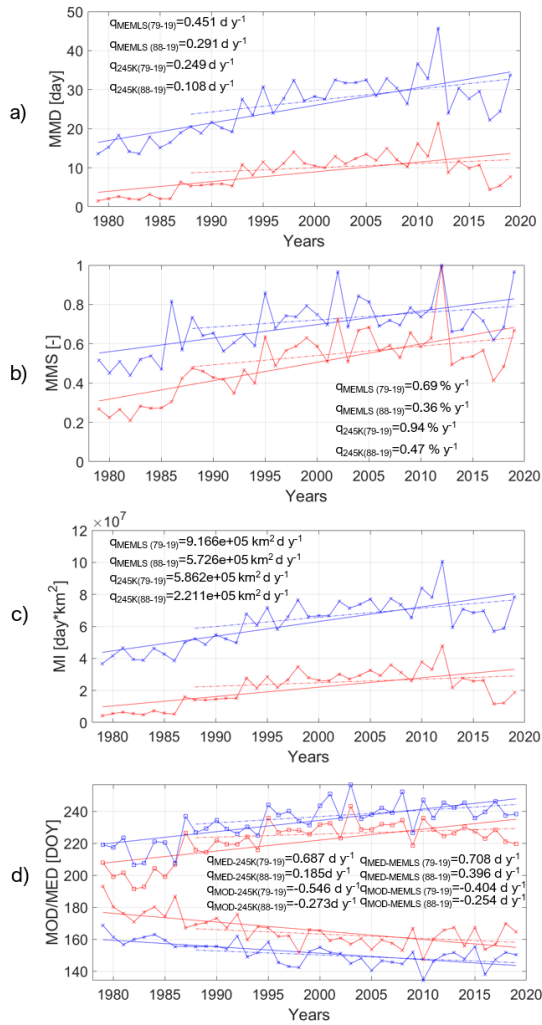 a)
MMD [day]
50
40
30
20
10
0
qMEMLS(79-19)=0.451 d y-1
qMEMLS (88-19)=0.291 d y-1
q245K(79-19)=0.249 d y-1
q245K(88-19)=0.108 d y-1
1980 1985 1990 1995 2000 2005 2010 2015 2020
Years
b)
MMS [-]
1
0.8
0.6
0.4
0.2
0
qMEMLS (79-19)=0.69 % y-1
qMEMLS (88-19)=0.36 % y-1
q245K(79-19)=0.94 % y-1
q245K(88-19)=0.47 % y-1
1980 1985 1990 1995 2000 2005 2010 2015 2020
Years
c)
MI [day*km2]
×107
12
10
8
6
4
2
0
qMEMLS (79-19)=9.166e+05 km2 d y-1
qMEMLS (88-19)=5.726e+05 km2 d y-1
q245K(79-19)=5.862e+05 km2 d y-1
q245K(88-19)=2.211e+05 km2 d y-1
1980 1985 1990 1995 2000 2005 2010 2015 2020
Years
d)
MOD/MED [DOY]
240
220
200
180
160
140
qMED-245K(79-19)=0.687 d y-1 qMED-MEMLS (79-19)=0.708 d y-1
qMED-245K(88-19)=0.185d y-1 qMED-MEMLS (88-19)=0.396 d y-1
qMOD-245K(79-19)=-0.546 d y-1 qMOD-MEMLS (79-19)=-0.404 d y-1
qMOD-245K(88-19)=-0.273d y-1 qMOD-MEMLS (88-19)=-0.254 d y-1
1980 1985 1990 1995 2000 2005 2010 2015 2020
Years